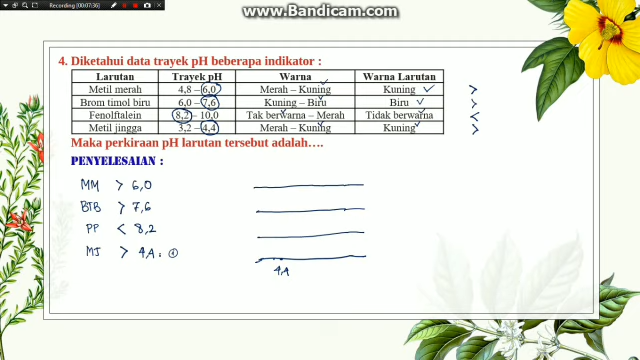 www.Bandicam.com
Recording [00:07:36]
4. Diketahui data trayek pH beberapa indikator :
Larutan Trayek pH Warna Warna Larutan
Metil merah 4,8 – 6,0 Merah – Kuning Kuning >
Brom timol biru 6,0 – 7,6 Kuning – Biru Biru >
Fenolftalein 8,2 – 10,0 Tak berwarna – Merah Tidak berwarna <
Metil jingga 3,2 – 4,4 Merah – Kuning Kuning >
Maka perkiraan pH larutan tersebut adalah….
PENYELESAIAN :
MM > 6,0
BTB > 7,6
PP < 8,2
MJ > 4,4
4,4